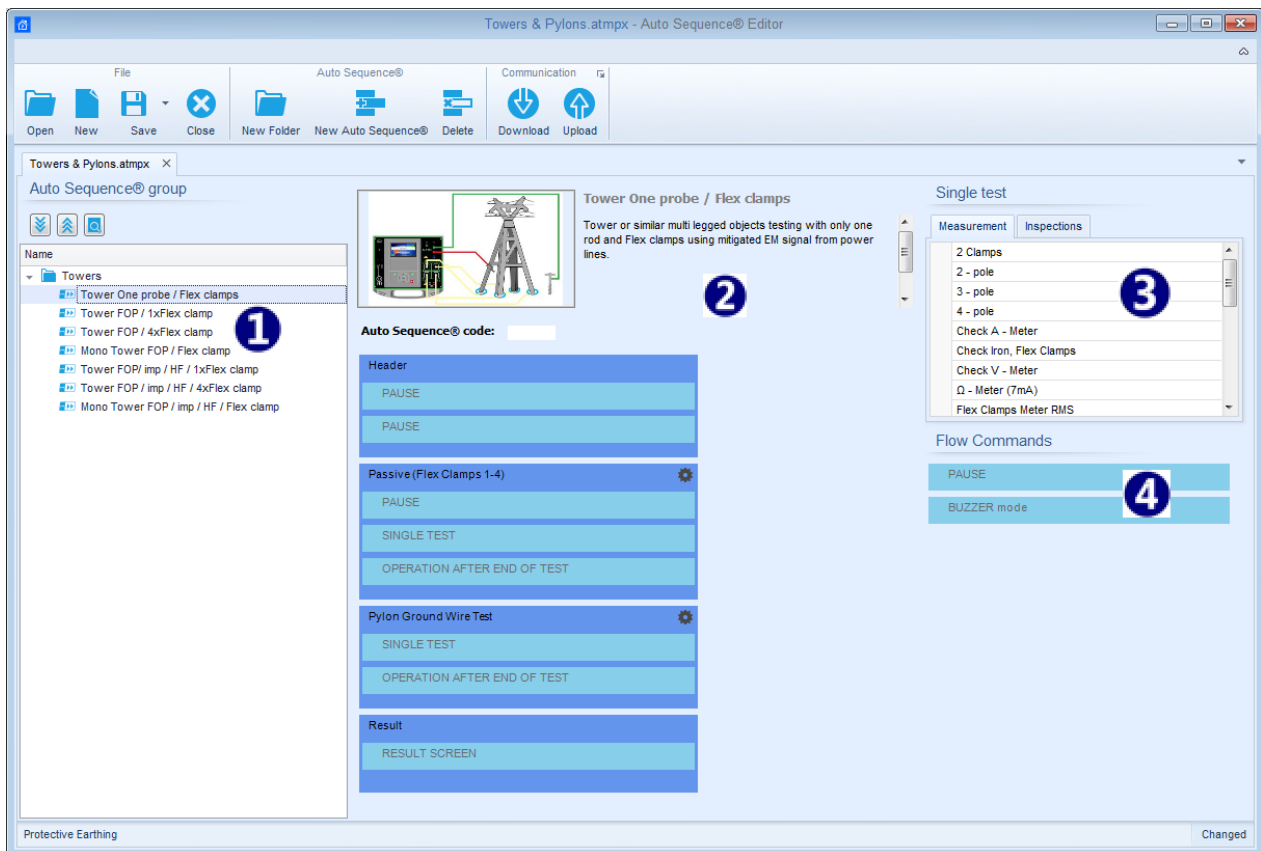 Towers & Pylons.atmpx - Auto Sequence® Editor
File
Auto Sequence®
Communication
Open
New
Save
Close
New Folder
New Auto Sequence®
Delete
Download
Upload
Towers & Pylons.atmpx
Auto Sequence® group
Name
Towers
Tower One probe / Flex clamps
Tower FOP / 1xFlex clamp
Tower FOP / 4xFlex clamp
Mono Tower FOP / Flex clamp
Tower FOP/ imp / HF / 1xFlex clamp
Tower FOP/ imp / HF / 4xFlex clamp
Mono Tower FOP / imp / HF / Flex clamp
1
Tower One probe / Flex clamps
Tower or similar multi legged objects testing with only one
rod and Flex clamps using mitigated EM signal from power
lines.
2
Auto Sequence® code:
Header
PAUSE
PAUSE
Passive (Flex Clamps 1-4)
PAUSE
SINGLE TEST
OPERATION AFTER END OF TEST
Pylon Ground Wire Test
SINGLE TEST
OPERATION AFTER END OF TEST
Result
RESULT SCREEN
Single test
Measurement
Inspections
2 Clamps
2 - pole
3 - pole
4 - pole
Check A - Meter
Check Iron, Flex Clamps
Check V - Meter
Ω - Meter (7mA)
Flex Clamps Meter RMS
3
Flow Commands
PAUSE
BUZZER mode
4
Protective Earthing
Changed